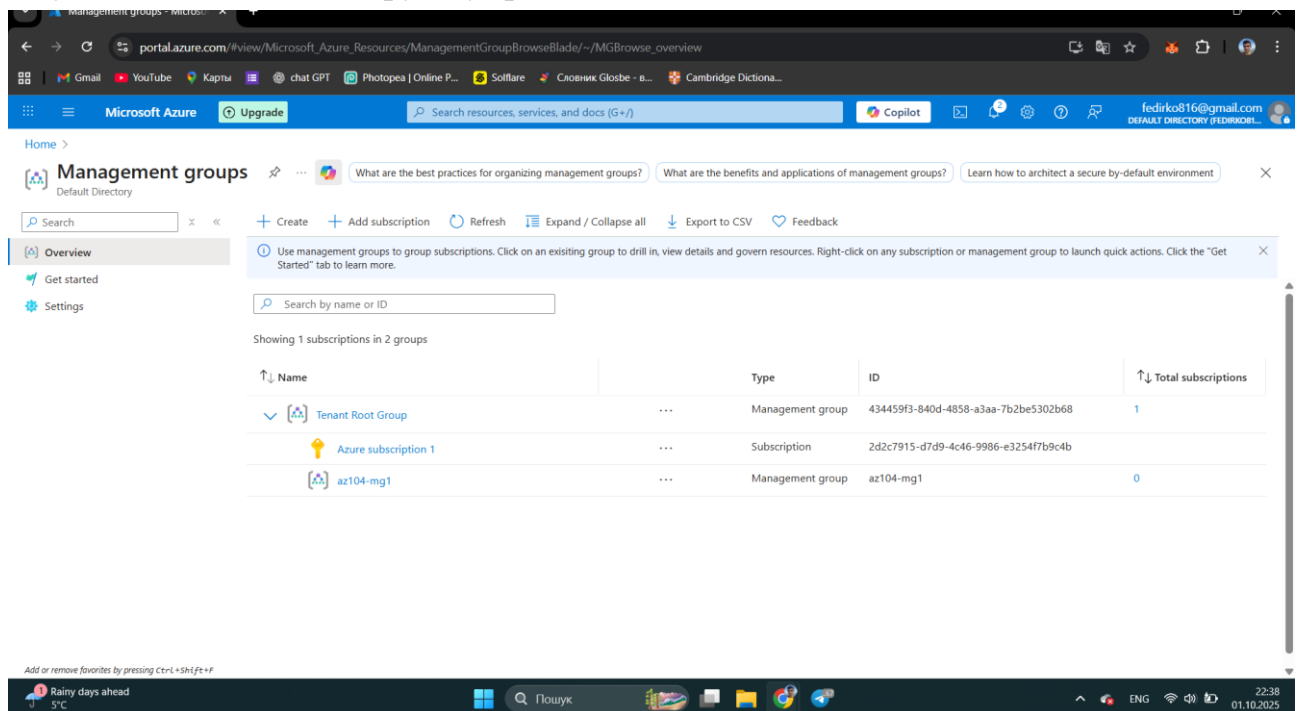 Management groups - Microso
portal.azure.com/#view/Microsoft_Azure_Resources/ManagementGroupBrowseBlade/~/MGBrowse_overview
Gmail YouTube Карты chat GPT Photopea | Online P... Solflare Словник Glosbe - в... Cambridge Dictiona...
Microsoft Azure Upgrade Search resources, services, and docs (G+/) Copilot 2 fedirko816@gmail.com
DEFAULT DIRECTORY (FEDIRKO81...
Home >
Management groups ... What are the best practices for organizing management groups? What are the benefits and applications of management groups? Learn how to architect a secure by-default environment
Default Directory
Search Create Add subscription Refresh Expand / Collapse all Export to CSV Feedback
Overview
Get started
Settings
Use management groups to group subscriptions. Click on an exisiting group to drill in, view details and govern resources. Right-click on any subscription or management group to launch quick actions. Click the "Get
Started" tab to learn more.
Search by name or ID
Showing 1 subscriptions in 2 groups
Name Type ID Total subscriptions
Tenant Root Group ... Management group 434459f3-840d-4858-a3aa-7b2be5302b68 1
Azure subscription 1 ... Subscription 2d2c7915-d7d9-4c46-9986-e3254f7b9c4b
az104-mg1 ... Management group az104-mg1 0
Add or remove favorites by pressing Ctrl+Shift+F
1 Rainy days ahead
5°C
Пошук
ENG 22:38
01.10.2025